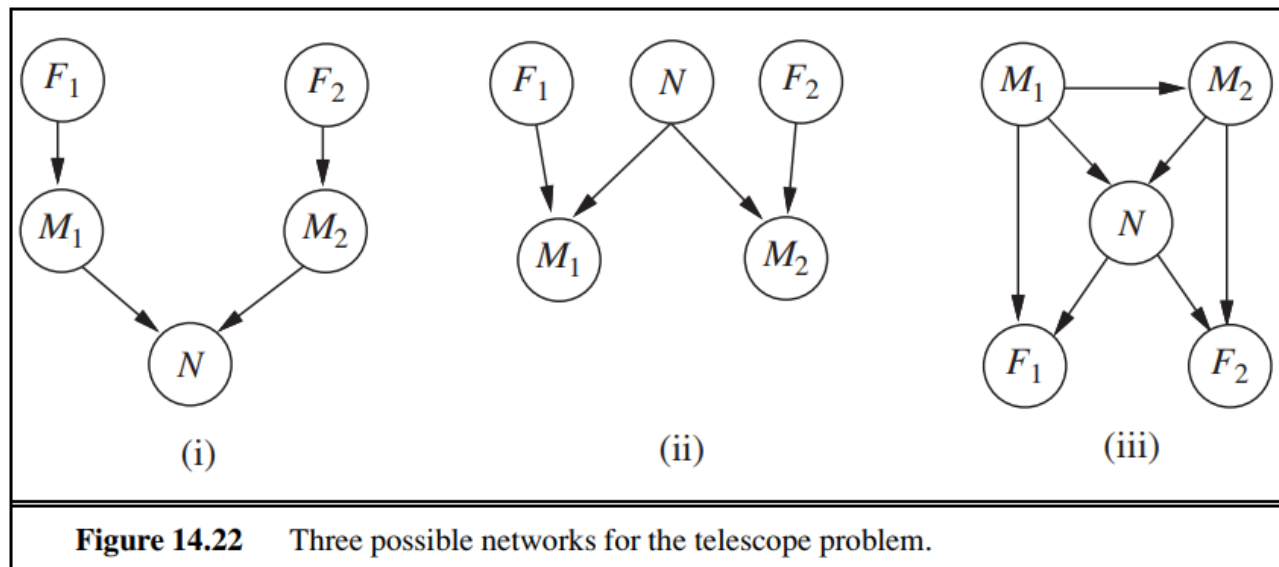 F₁ F₂ F₁ N F₂ M₁ M₂
M₁ M₂ M₁ M₂ N
N F₁ F₂
(i) (ii) (iii)
Figure 14.22 Three possible networks for the telescope problem.